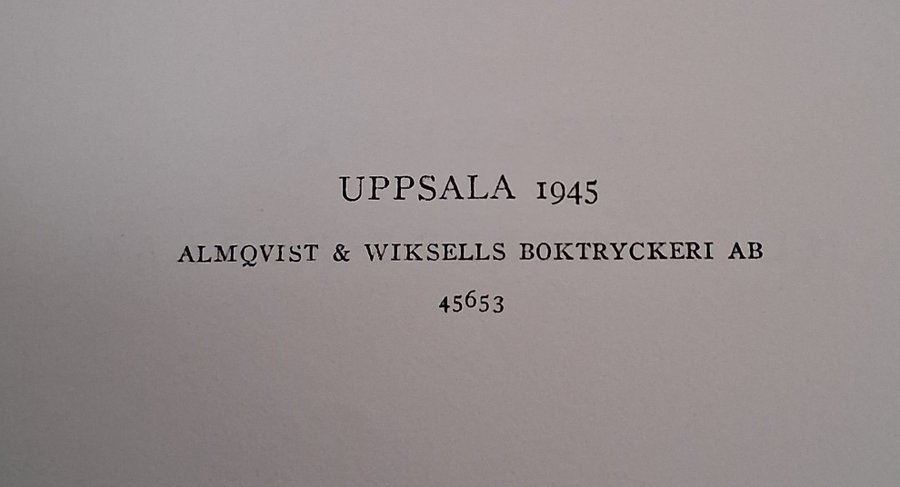 UPPSALA 1945
ALMQVIST & WIKSELLS BOKTRYCKERI AB
45653